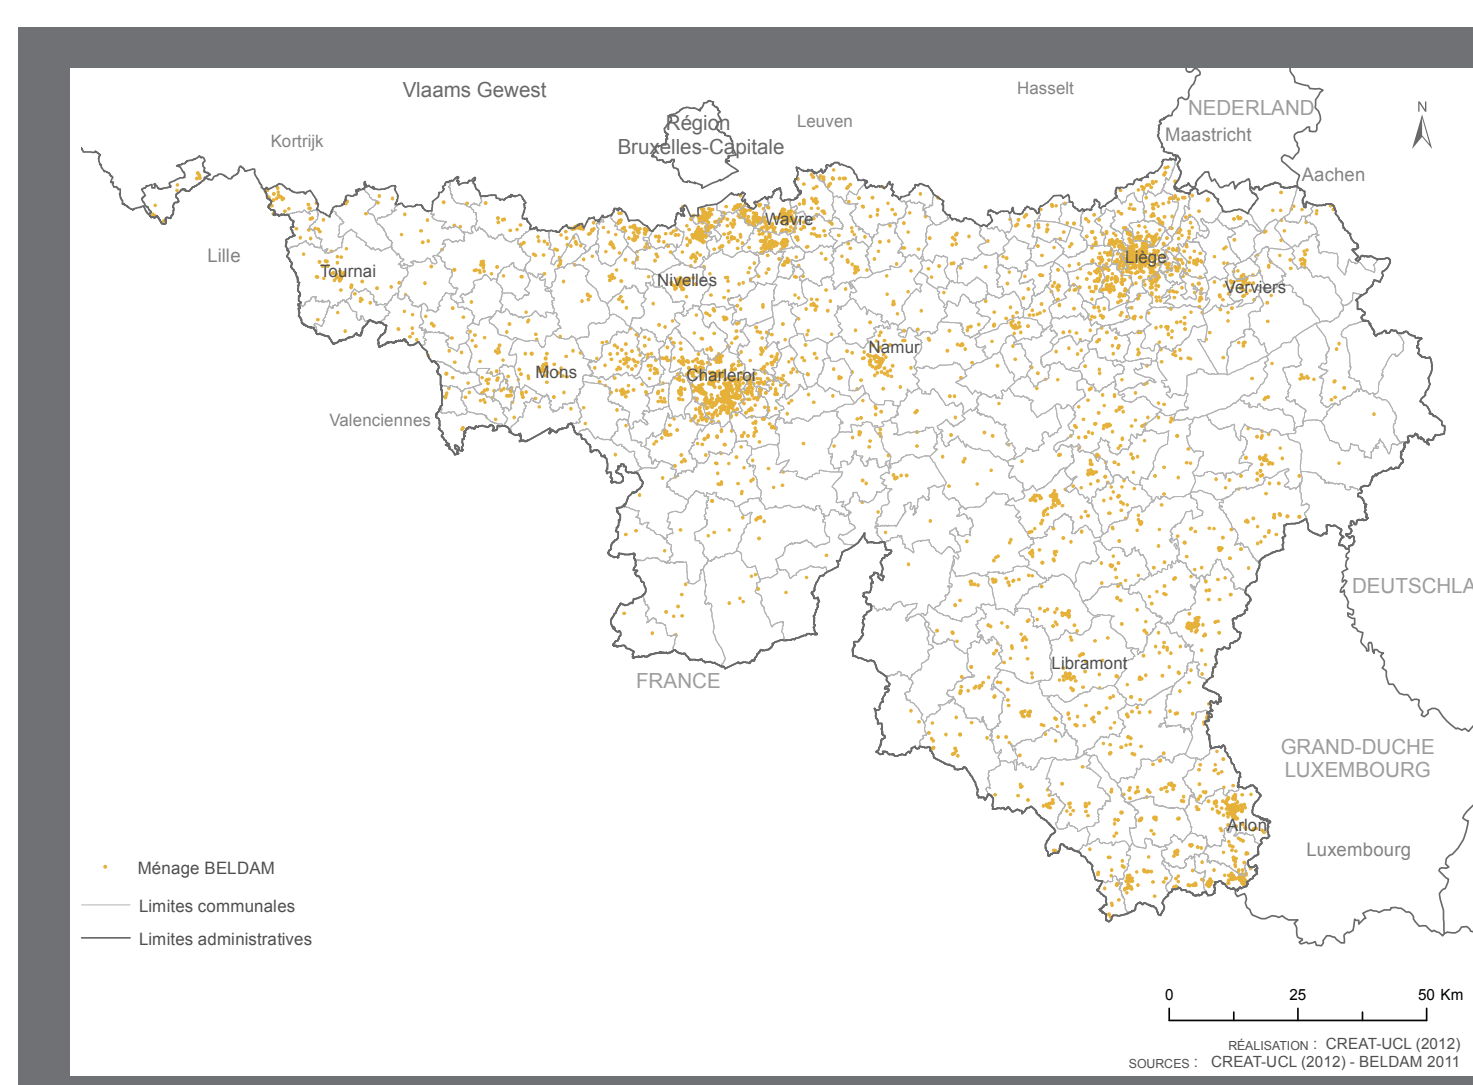 Vlaams Gewest
Hasselt
NEDERLAND
N
Région
Bruxelles-Capitale
Leuven
Maastricht
Kortrijk
Aachen
Wavre
Lille
Tournai
Liège
Nivelles
Verviers
Namur
Mons
Charleroi
Valenciennes
DEUTSCHLA
Libramont
FRANCE
GRAND-DUCHE
LUXEMBOURG
Arlon
Luxembourg
Ménage BELDAM
Limites communales
Limites administratives
0 25 50 Km
RÉALISATION : CREAT-UCL (2012)
SOURCES : CREAT-UCL (2012) - BELDAM 2011